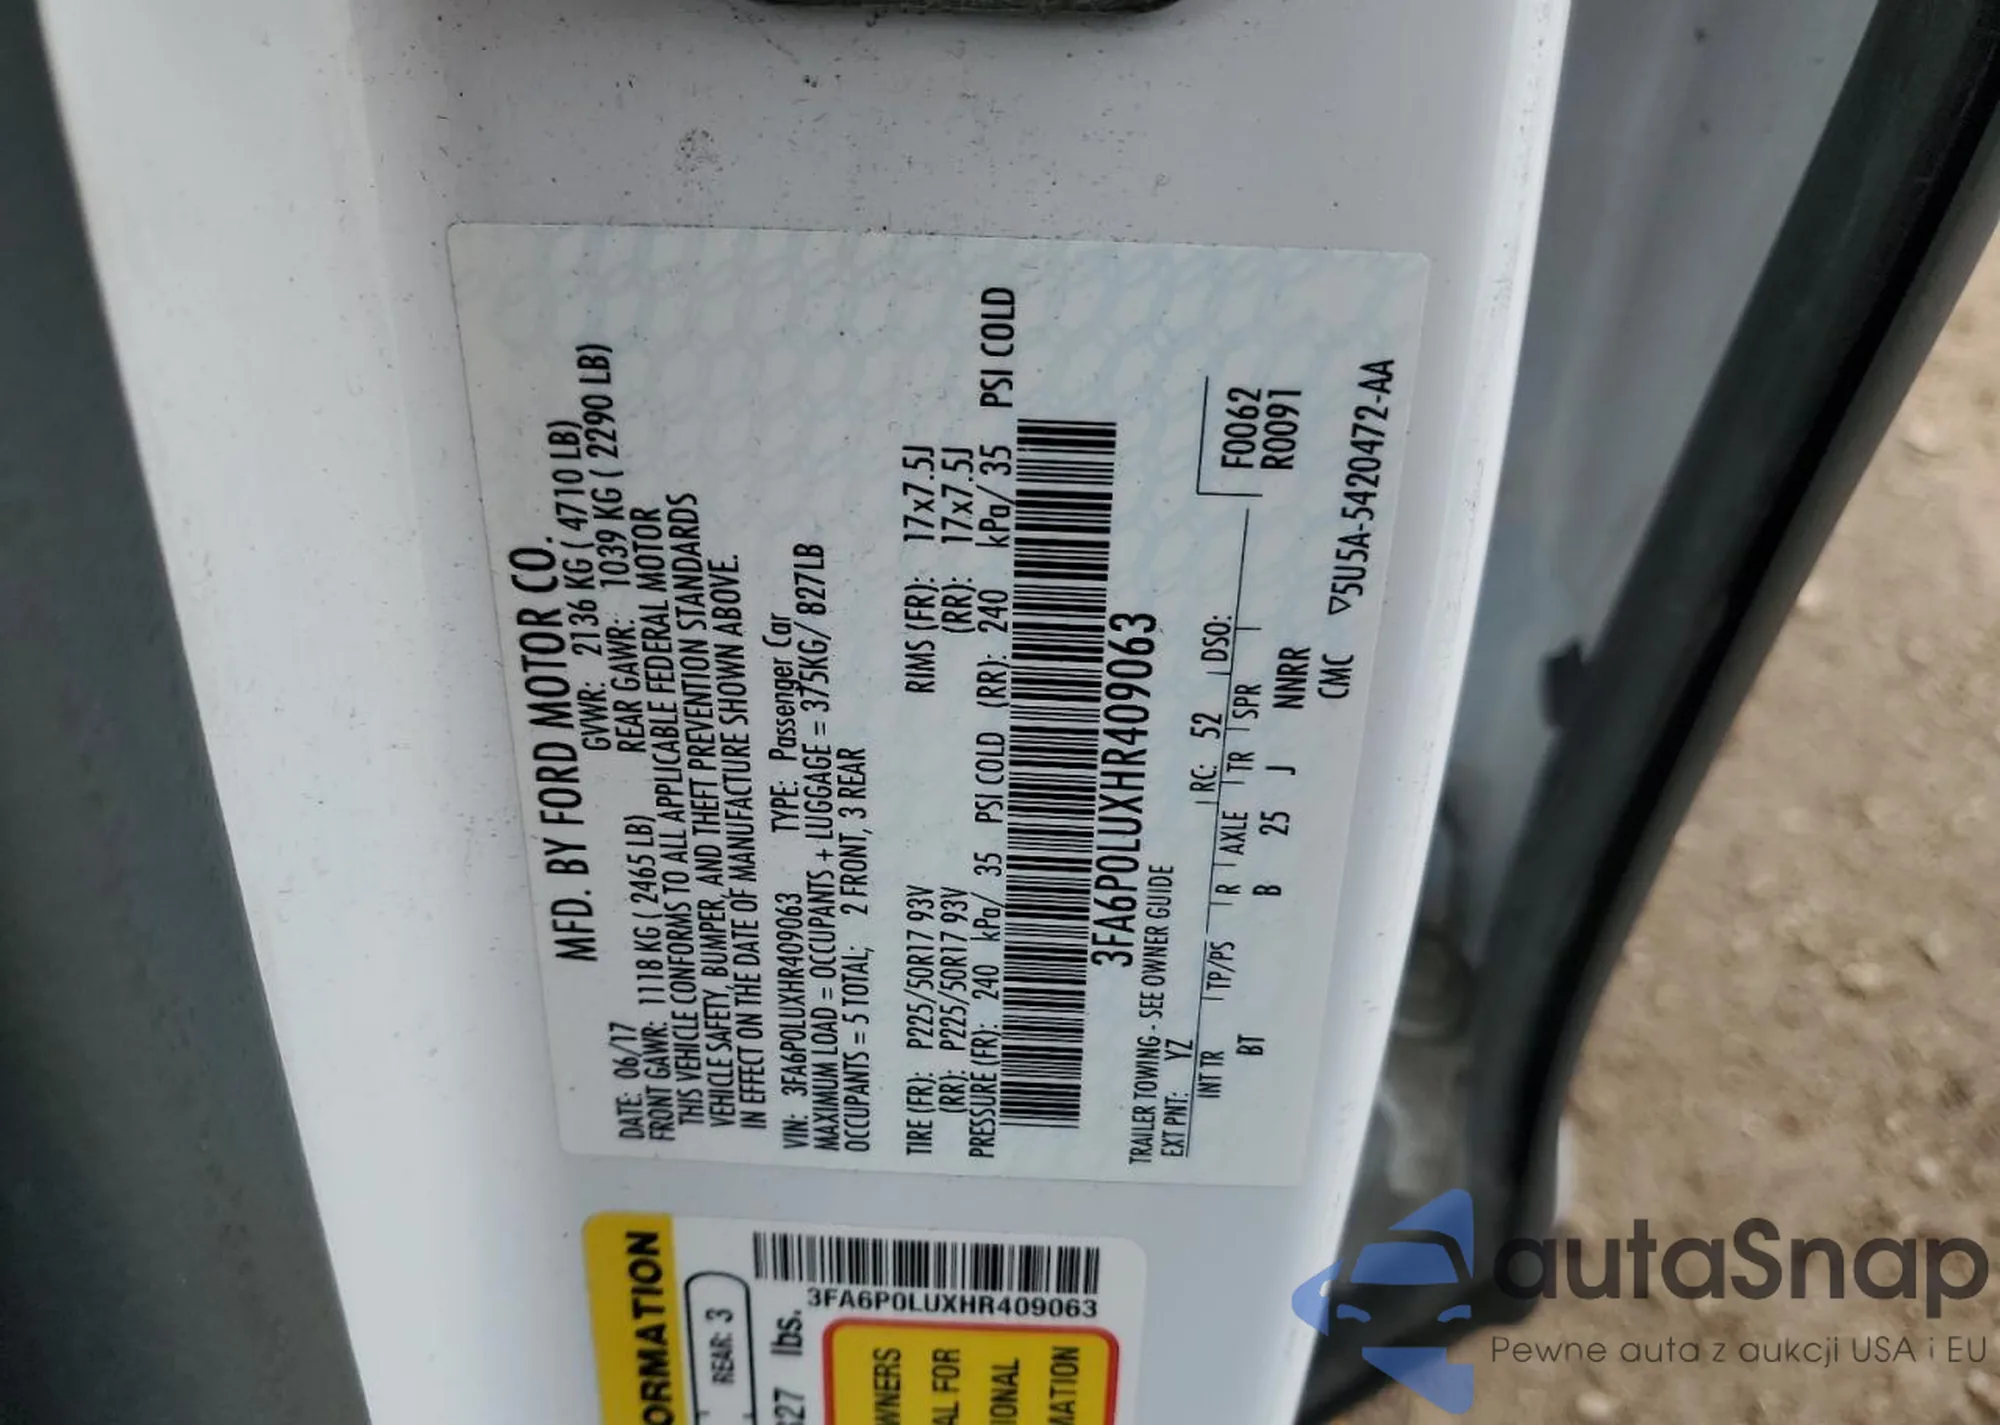 MFD. BY FORD MOTOR CO.
DATE: 06/17 GVWR: 2136 KG ( 4710 LB)
FRONT GAWR: 1118 KG ( 2465 LB) REAR GAWR: 1039 KG ( 2290 LB)
THIS VEHICLE CONFORMS TO ALL APPLICABLE FEDERAL MOTOR
VEHICLE SAFETY, BUMPER, AND THEFT PREVENTION STANDARDS
IN EFFECT ON THE DATE OF MANUFACTURE SHOWN ABOVE.
VIN: 3FA6P0LUXHR409063 TYPE: Passenger Car
MAXIMUM LOAD = OCCUPANTS + LUGGAGE = 375KG/ 827LB
OCCUPANTS = 5 TOTAL; 2 FRONT, 3 REAR
TIRE (FR): P225/50R17 93V RIMS (FR): 17x7.5J
(RR): P225/50R17 93V (RR): 17x7.5J
PRESSURE (FR): 240 kPa/ 35 PSI COLD (RR): 240 kPa/ 35 PSI COLD
3FA6P0LUXHR409063
TRAILER TOWING - SEE OWNER GUIDE
EXT PNT: YZ RC: 52 DSO: F0062
R0091
INT TR TP/PS R AXLE TR SPR
BT B 25 J NNRR
CMC ▽5U5A-5420472-AA
ORMATION
REAR: 3
327 lbs.
3FA6P0LUXHR409063
WNERS
AL FOR
IONAL
MATION
autaSnap
Pewne auta z aukcji USA i EU